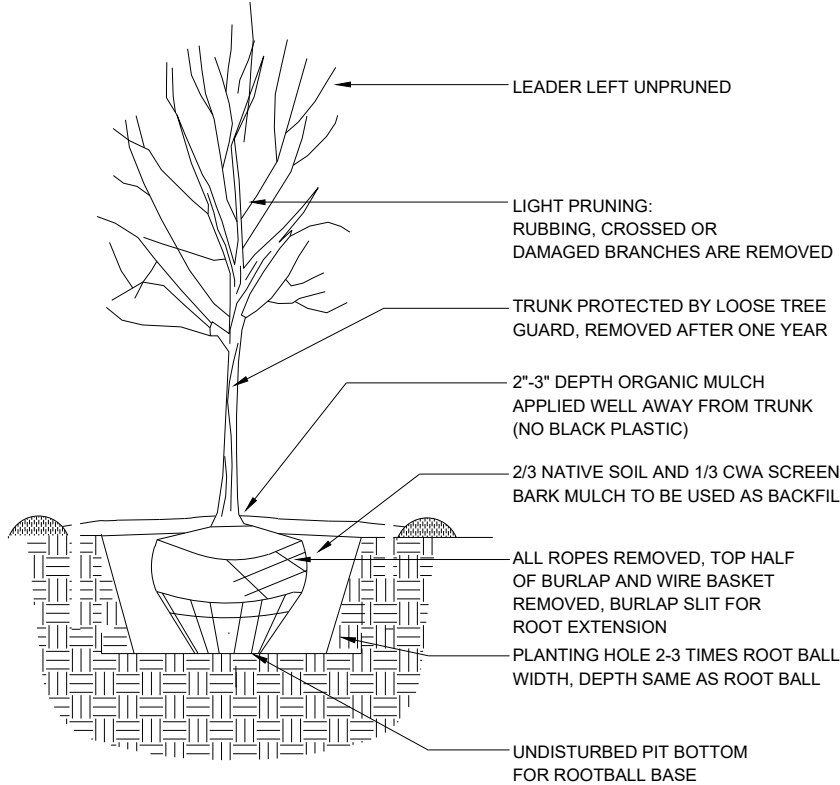 LEADER LEFT UNPRUNED
LIGHT PRUNING:
RUBBING, CROSSED OR
DAMAGED BRANCHES ARE REMOVED
TRUNK PROTECTED BY LOOSE TREE
GUARD, REMOVED AFTER ONE YEAR
2"-3" DEPTH ORGANIC MULCH
APPLIED WELL AWAY FROM TRUNK
(NO BLACK PLASTIC)
2/3 NATIVE SOIL AND 1/3 CWA SCREEN
BARK MULCH TO BE USED AS BACKFIL
ALL ROPES REMOVED, TOP HALF
OF BURLAP AND WIRE BASKET
REMOVED, BURLAP SLIT FOR
ROOT EXTENSION
PLANTING HOLE 2-3 TIMES ROOT BALL
WIDTH, DEPTH SAME AS ROOT BALL
UNDISTURBED PIT BOTTOM
FOR ROOTBALL BASE